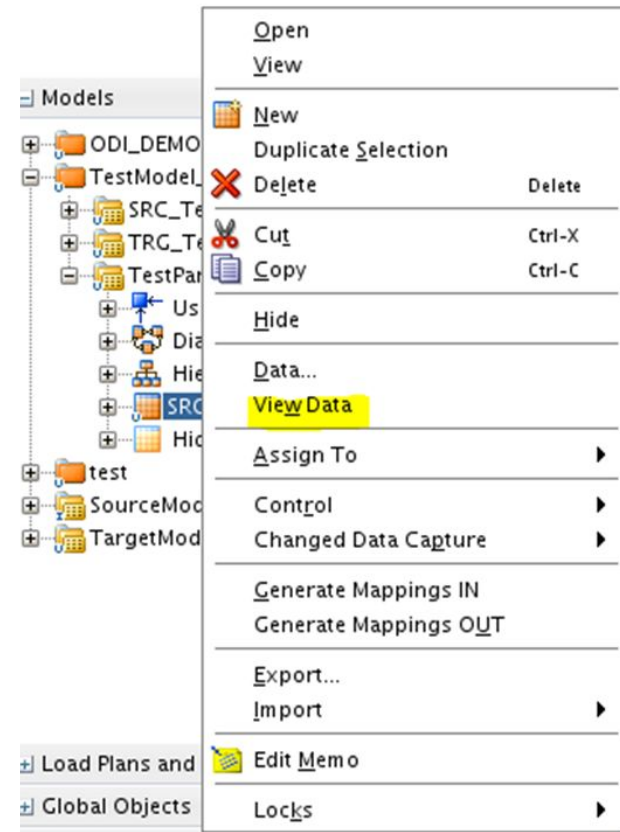 Models
ODI_DEMO
TestModel_
SRC_Te
TRG_Te
TestPar
Us
Dia
Hie
SRC
Hid
test
SourceMod
TargetMod
Load Plans and
Global Objects
Open
View
New
Duplicate Selection
Delete Delete
Cut Ctrl-X
Copy Ctrl-C
Hide
Data...
View Data
Assign To
Control
Changed Data Capture
Generate Mappings IN
Generate Mappings OUT
Export...
Import
Edit Memo
Locks